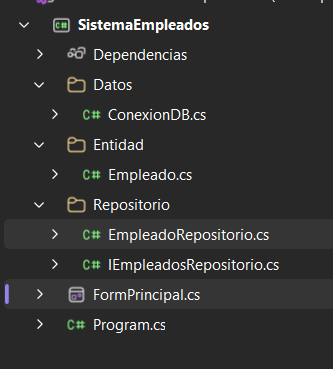 SistemaEmpleados
Dependencias
Datos
C# ConexionDB.cs
Entidad
C# Empleado.cs
Repositorio
C# EmpleadoRepositorio.cs
C# IEmpleadosRepositorio.cs
FormPrincipal.cs
C# Program.cs